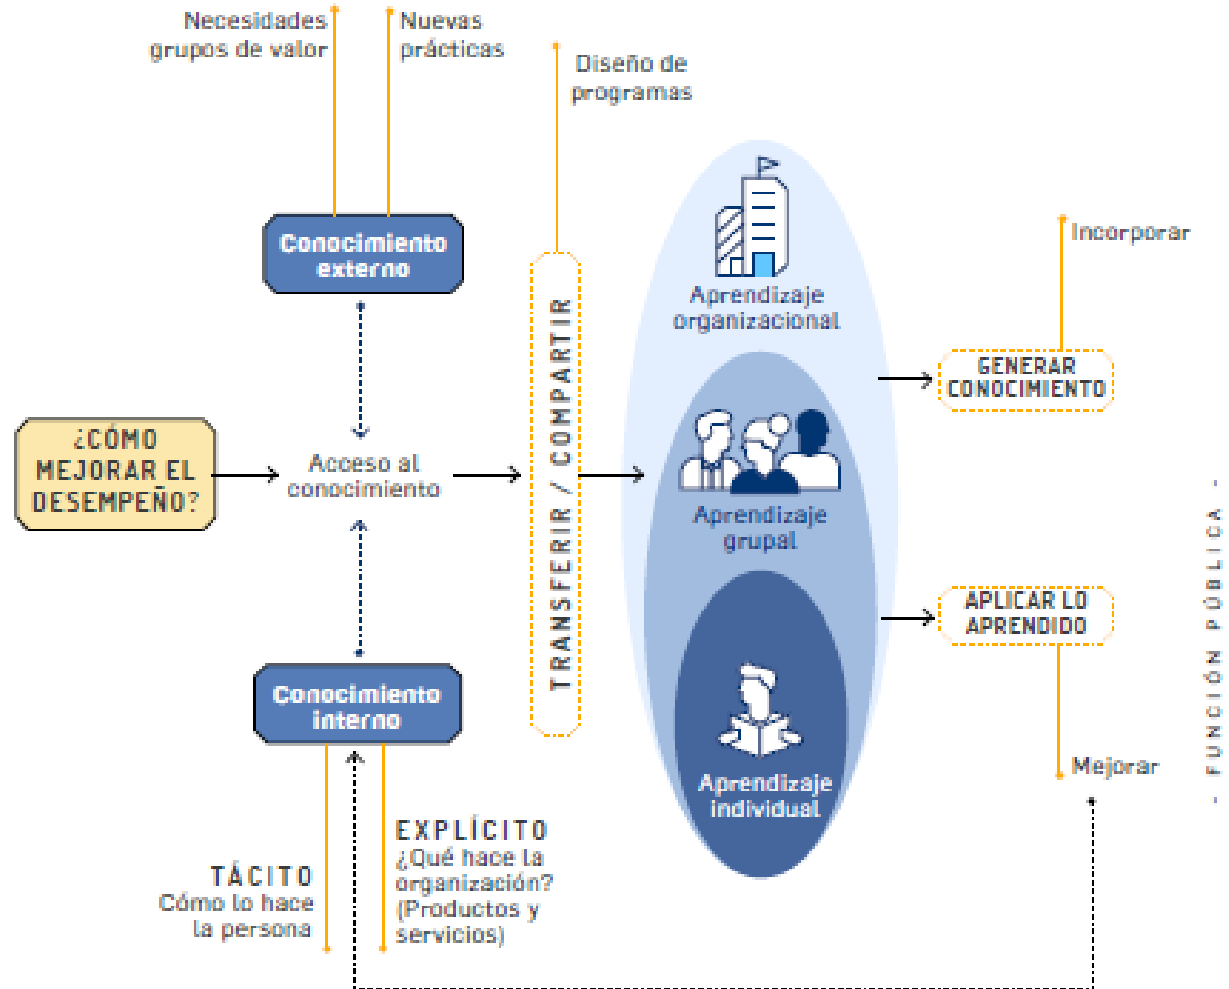 Necesidades
grupos de valor
Nuevas
prácticas
Diseño de
programas
Conocimiento
externo
¿CÓMO
MEJORAR EL
DESEMPEÑO?
Acceso al
conocimiento
TRANSFERIR / COMPARTIR
Aprendizaje
organizacional
Aprendizaje
grupal
Aprendizaje
individual
Incorporar
GENERAR
CONOCIMIENTO
APLICAR LO
APRENDIDO
Mejorar
Conocimiento
interno
TÁCITO
Cómo lo hace
la persona
EXPLÍCITO
¿Qué hace la
organización?
(Productos y
servicios)
- FUNCIÓN PÚBLICA -